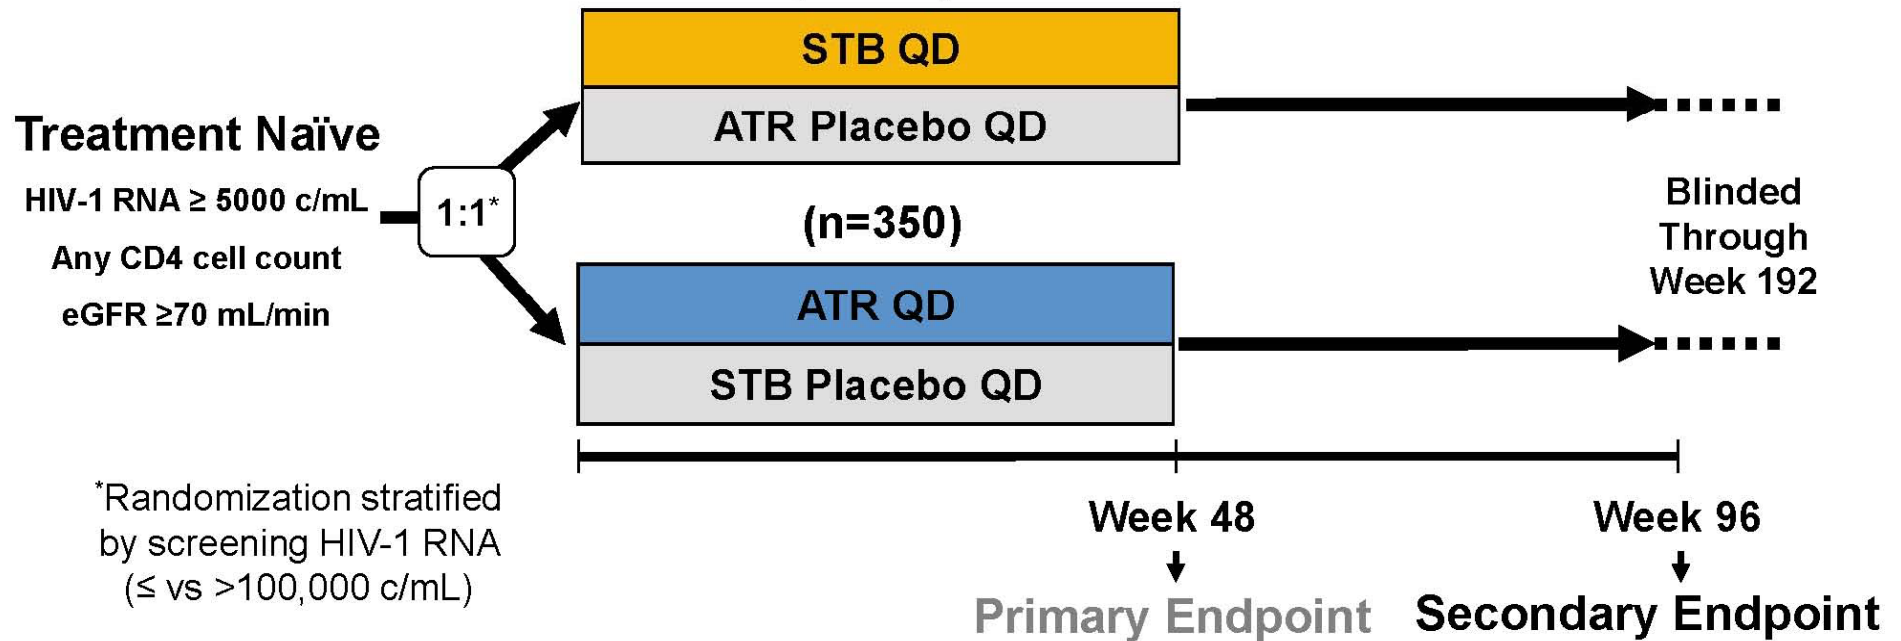 Treatment Naïve
HIV-1 RNA ≥ 5000 c/mL
Any CD4 cell count
eGFR ≥70 mL/min
1:1*
STB QD
ATR Placebo QD
(n=350)
ATR QD
STB Placebo QD
Blinded
Through
Week 192
*Randomization stratified
by screening HIV-1 RNA
(≤ vs >100,000 c/mL)
Week 48
Primary Endpoint
Week 96
Secondary Endpoint